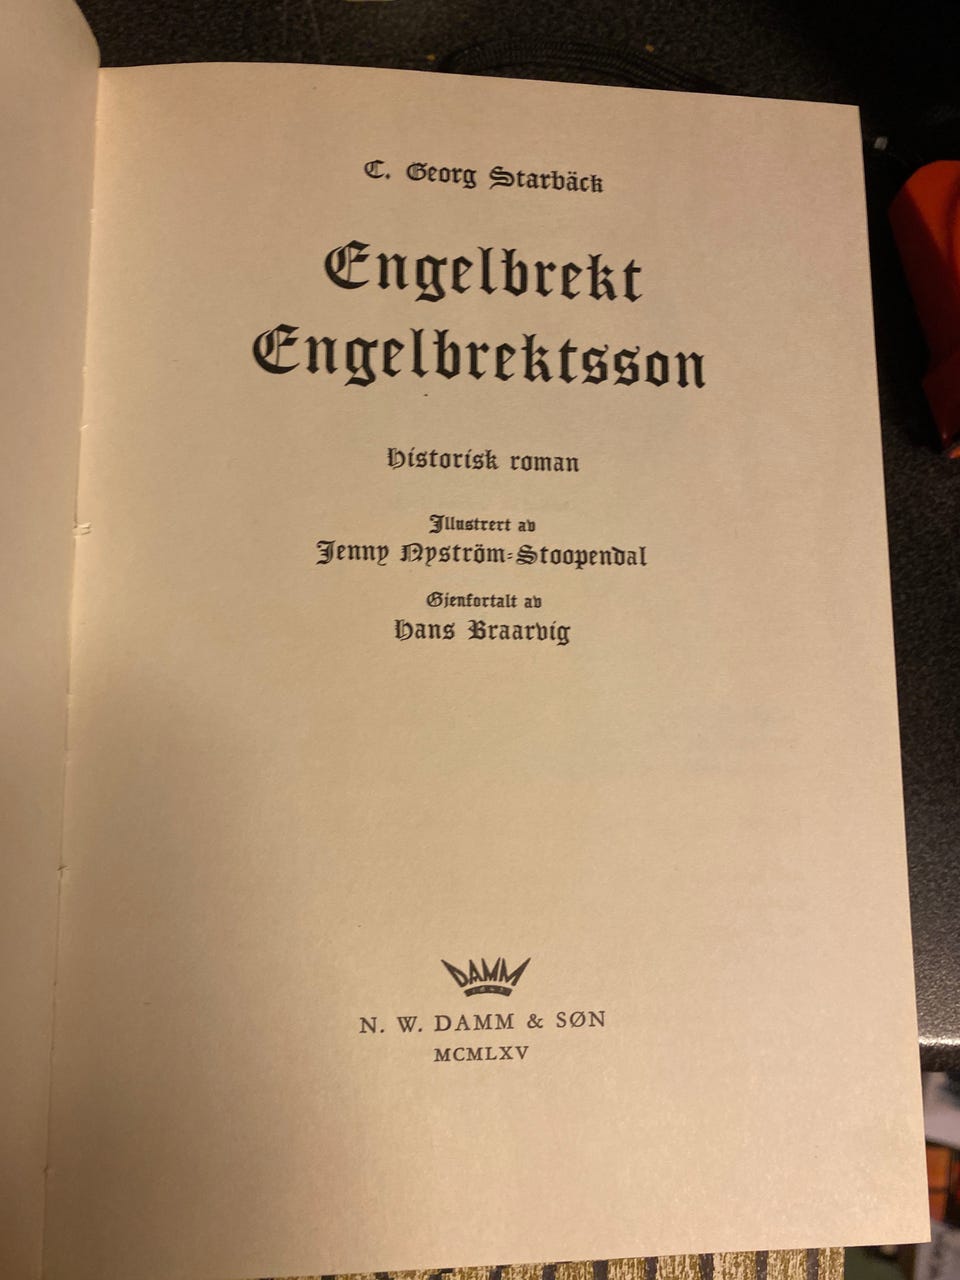 C. Georg Starbäck
Engelbrekt
Engelbrektsson
Historisk roman
Illustrert av
Jenny Nyström-Stoopendal
Gjenfortalt av
Hans Braarvig
DAMM
1843
N. W. DAMM & SØN
MCMLXV